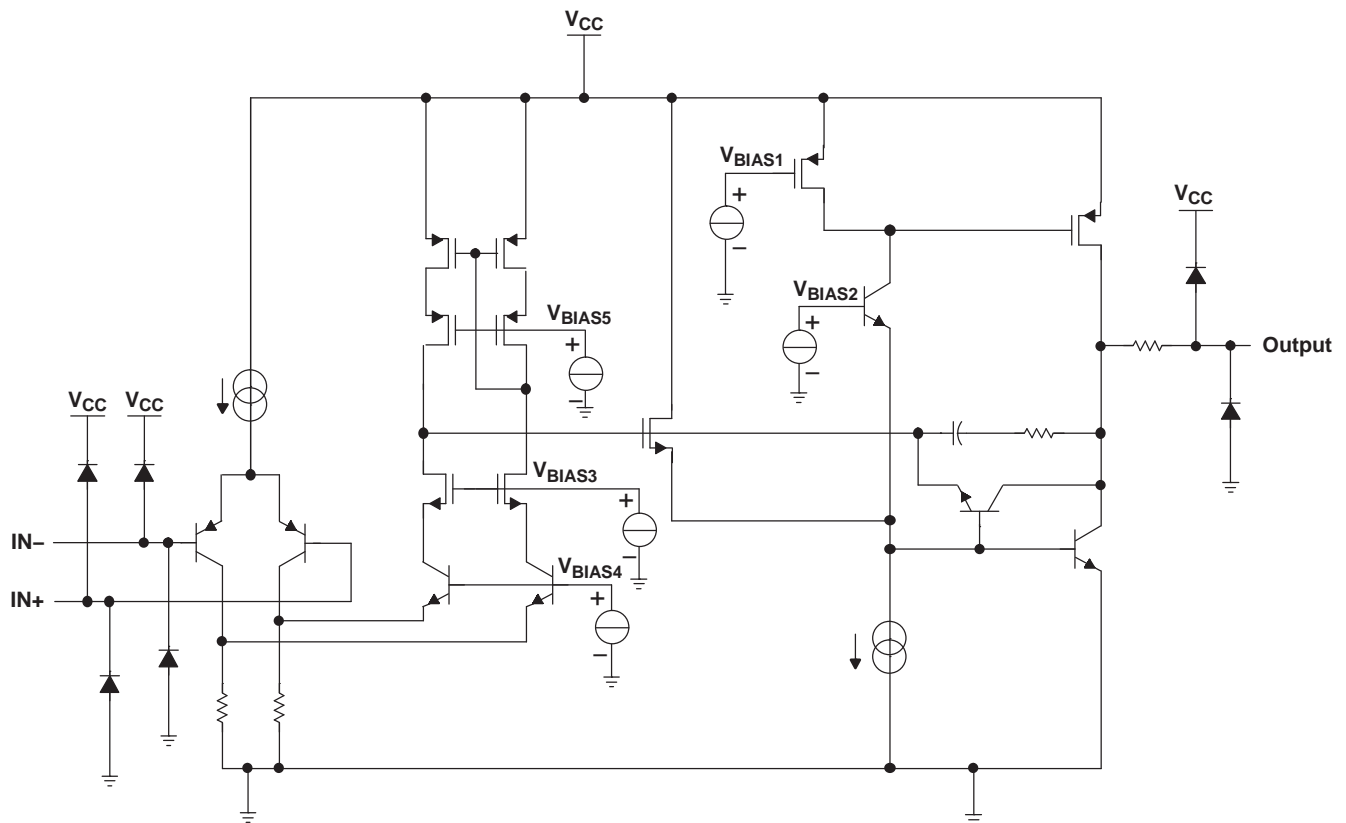 VCC
VBIAS1
+
−
VCC
VBIAS2
+
−
VBIAS5
+
−
Output
VCC
VCC
VBIAS3
+
−
IN−
VBIAS4
+
−
IN+